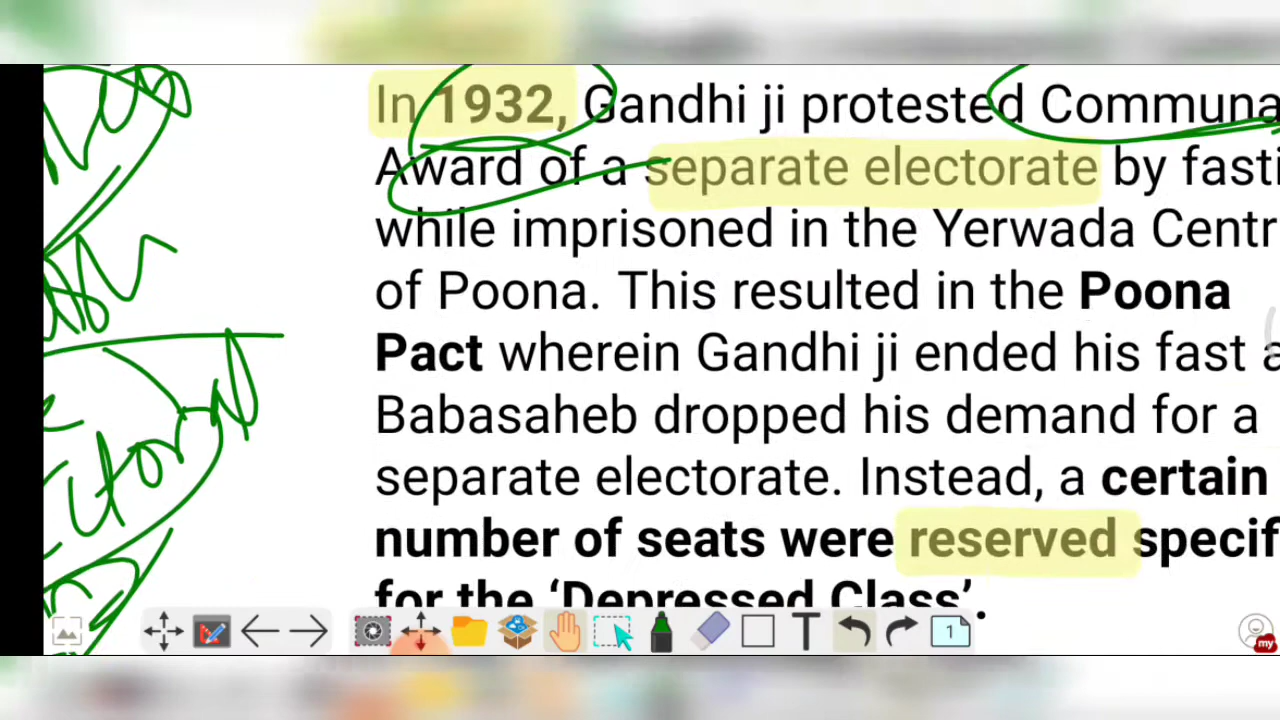 In 1932, Gandhi ji protested Communa
Award of a separate electorate by fasti
while imprisoned in the Yerwada Centr
of Poona. This resulted in the Poona
Pact wherein Gandhi ji ended his fast a
Babasaheb dropped his demand for a
separate electorate. Instead, a certain
number of seats were reserved specif
for the ‘Depressed Class’.
T
1
my